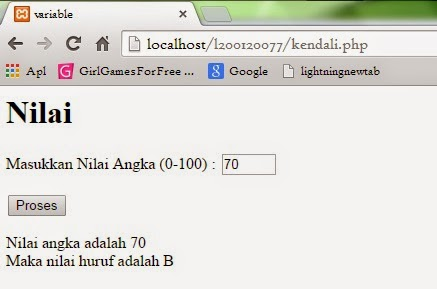 variable
localhost/l200120077/kendali.php
Apl GirlGamesForFree ... Google lightningnewtab
Nilai
Masukkan Nilai Angka (0-100) : 70
Proses
Nilai angka adalah 70
Maka nilai huruf adalah B